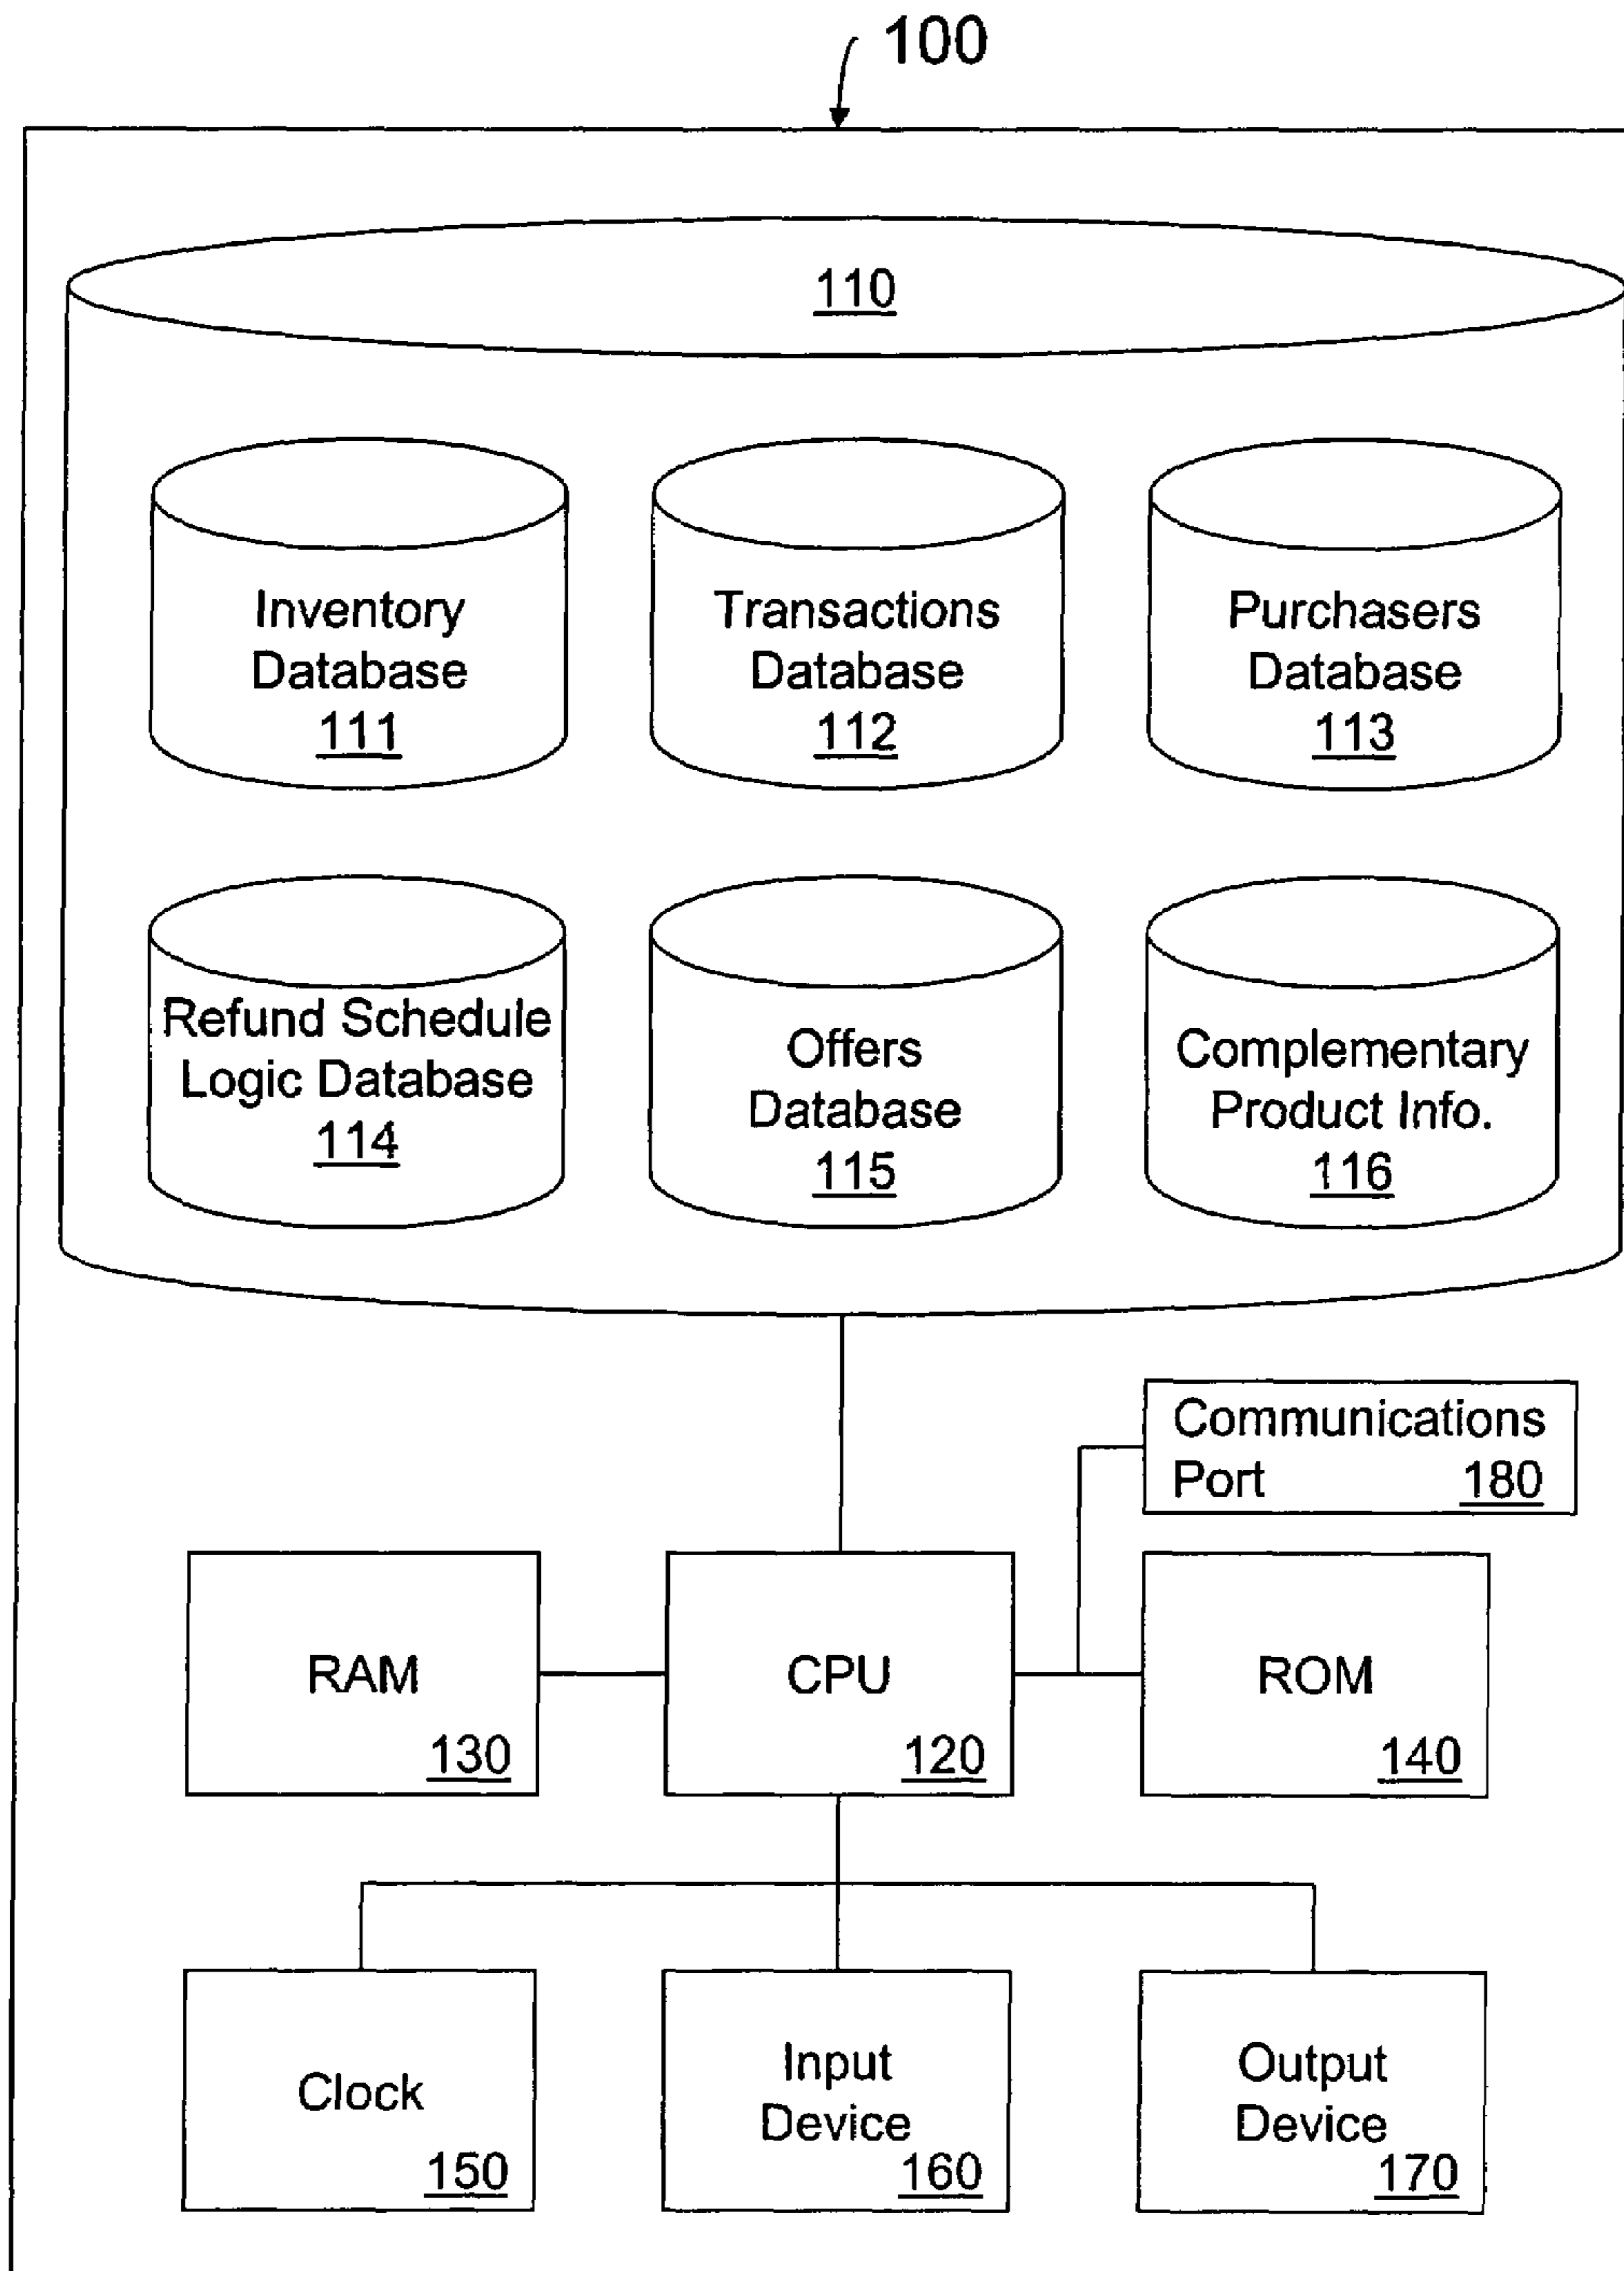 100
110
Inventory
Database
111
Transactions
Database
112
Purchasers
Database
113
Refund Schedule
Logic Database
114
Offers
Database
115
Complementary
Product Info.
116
Communications
Port 180
RAM
130
CPU
120
ROM
140
Clock
150
Input
Device
160
Output
Device
170